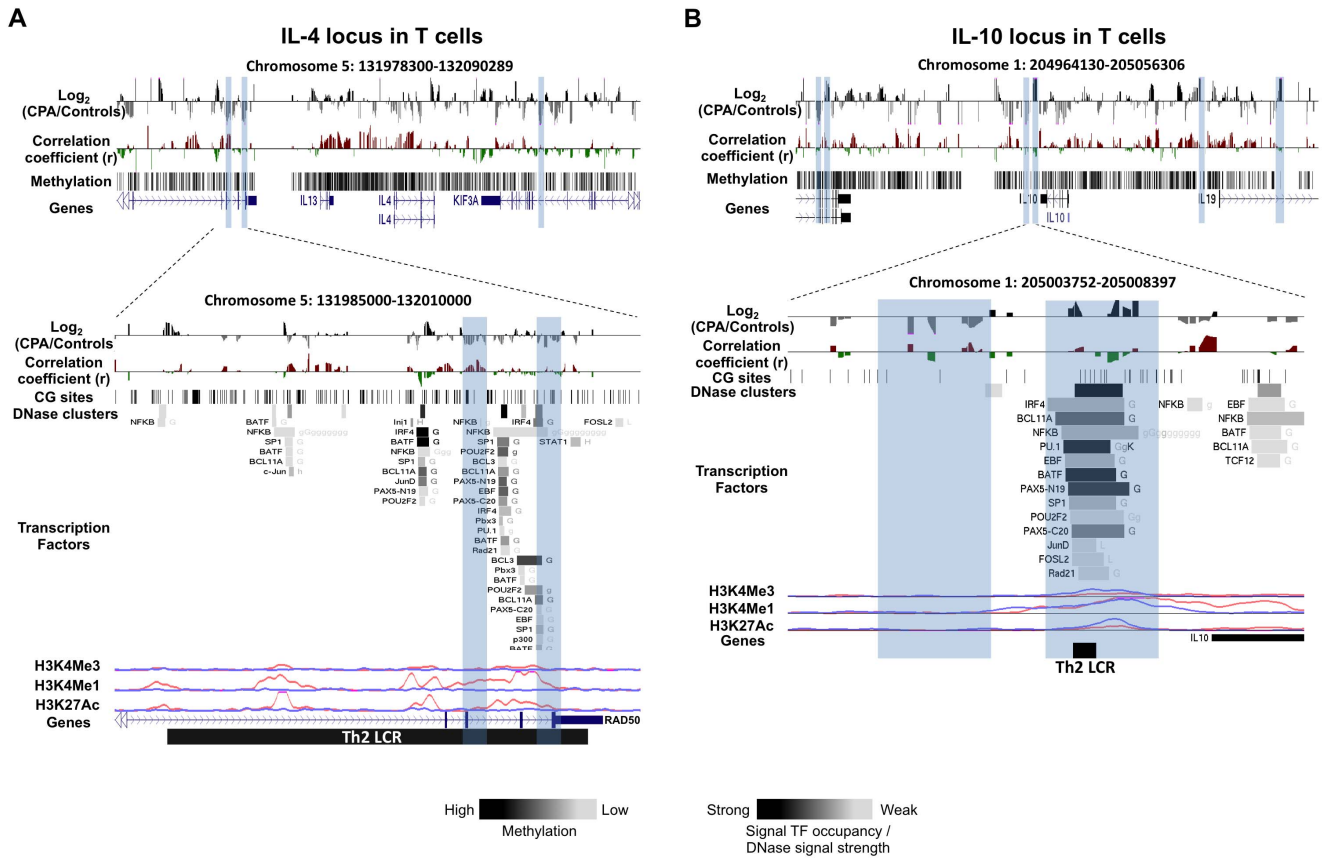 A
IL-4 locus in T cells
Chromosome 5: 131978300-132090289
Log2
(CPA/Controls)
Correlation
coefficient (r)
Methylation
Genes
IL13
IL4
KIF3A
IL4
Chromosome 5: 131985000-132010000
Log2
(CPA/Controls
Correlation
coefficient (r)
CG sites
DNase clusters
NFKB G
BATF G
Ini1 H
NFKB g
IRF4 G
FOSL2 L
NFKB gGgggggggg
IRF4 G
NFKB gGgggggggg
SP1 G
BATF G
SP1 G
STAT1 H
BATF G
NFKB Ggg
POU2F2 g
BCL11A G
SP1 G
BCL3 G
c-Jun h
BCL11A G
BCL11A G
JunD G
PAX5-N19 G
PAX5-N19 G
EBF G
POU2F2 G
PAX5-C20 G
IRF4 G
Pbx3 G
PU.1 g
BATF G
Rad21 G
BCL3 G
Pbx3 G
BATF G
POU2F2 g
BCL11A G
PAX5-C20 G
EBF G
SP1 G
p300 G
BATF G
Transcription
Factors
H3K4Me3
H3K4Me1
H3K27Ac
Genes
RAD50
Th2 LCR
High
Low
Methylation
B
IL-10 locus in T cells
Chromosome 1: 204964130-205056306
Log2
(CPA/Controls)
Correlation
coefficient (r)
Methylation
Genes
IL10
IL19
IL10
Chromosome 1: 205003752-205008397
Log2
(CPA/Controls)
Correlation
coefficient (r)
CG sites
DNase clusters
IRF4 G
NFKB g
EBF G
BCL11A G
NFKB G
NFKB gGgggggggg
BATF G
PU.1 GgK
BCL11A G
EBF G
TCF12 G
BATF G
PAX5-N19 G
SP1 G
POU2F2 Gg
PAX5-C20 G
JunD L
FOSL2 L
Rad21 G
Transcription
Factors
H3K4Me3
H3K4Me1
H3K27Ac
Genes
IL10
Th2 LCR
Strong
Weak
Signal TF occupancy /
DNase signal strength